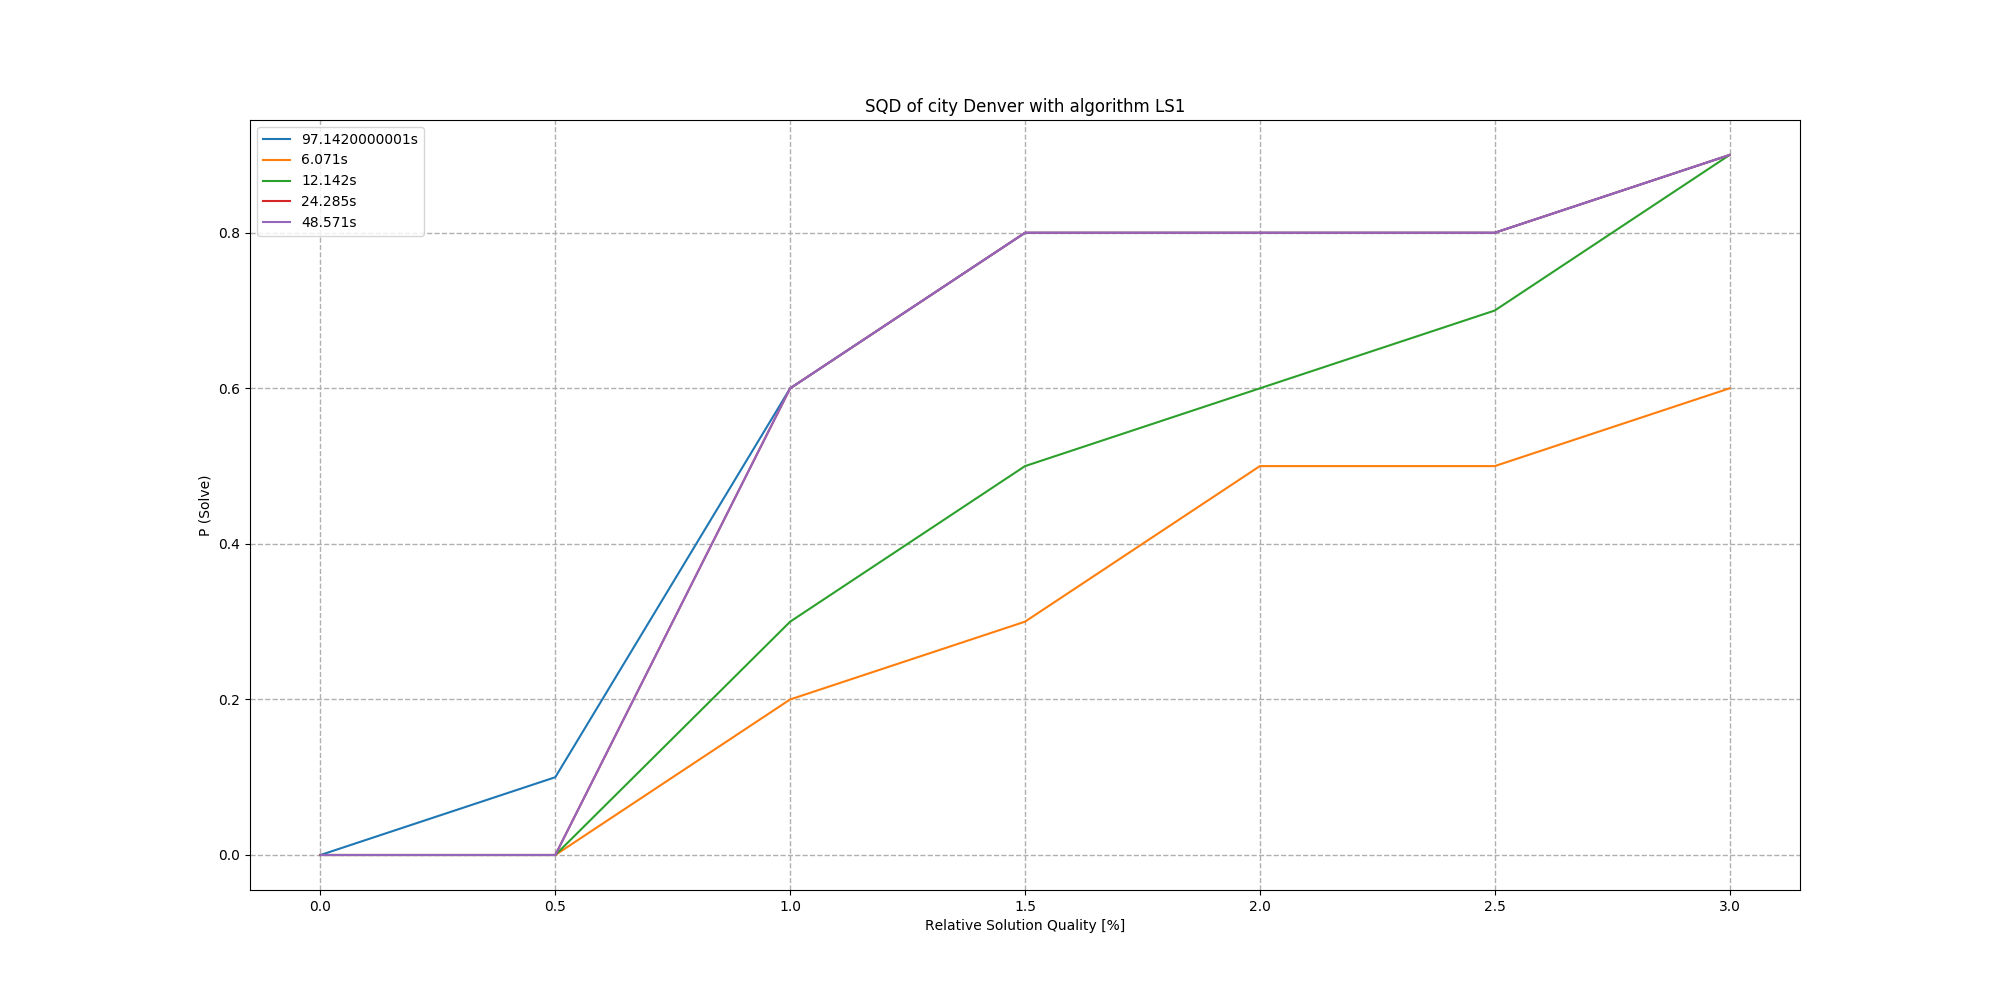 SQD of city Denver with algorithm LS1
97.1420000001s
6.071s
12.142s
24.285s
48.571s
0.8
0.6
0.4
0.2
0.0
P (Solve)
0.0 0.5 1.0 1.5 2.0 2.5 3.0
Relative Solution Quality [%]